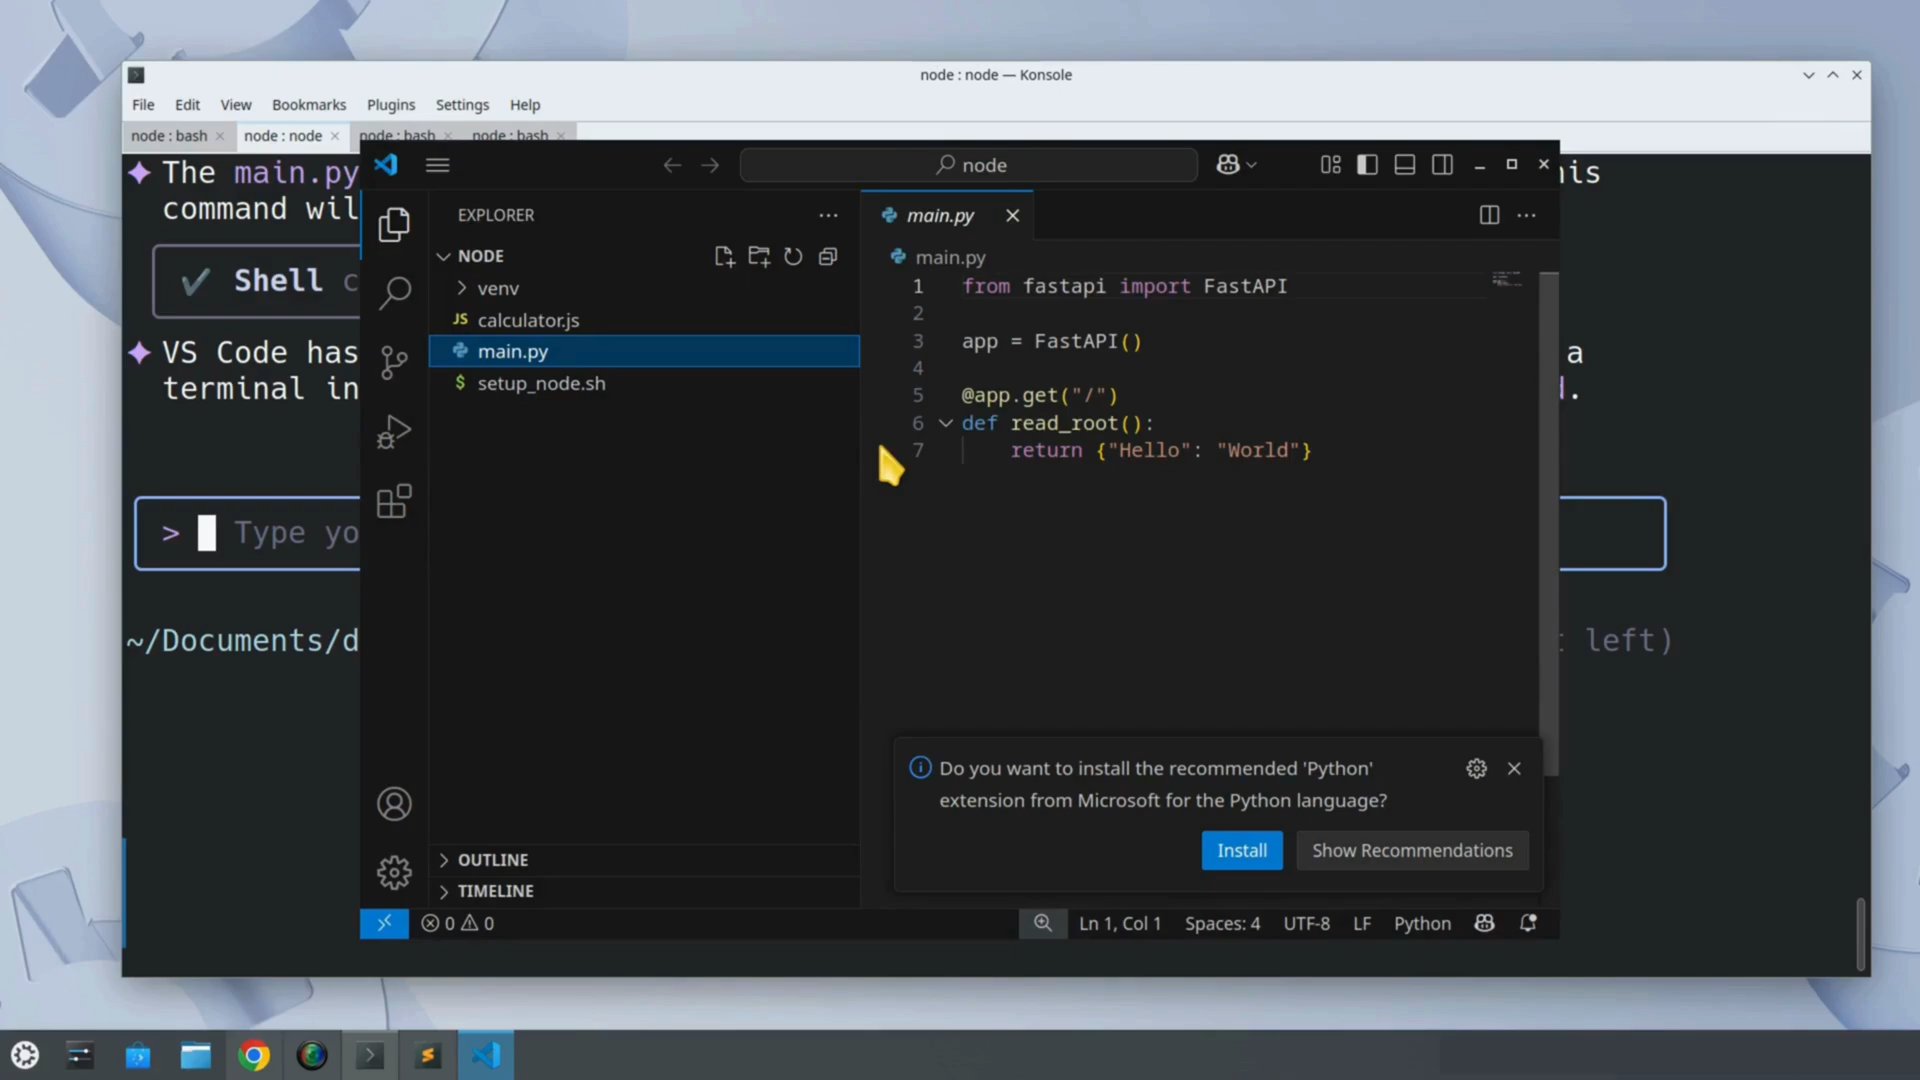 node : node — Konsole
File Edit View Bookmarks Plugins Settings Help
node : bash node : node node : bash node : bash
The main.py
command wil
Shell
VS Code has a
terminal in
> Type yo
~/Documents/d left)
node
EXPLORER
NODE
venv
JS calculator.js
main.py
$ setup_node.sh
OUTLINE
TIMELINE
main.py
main.py
1 from fastapi import FastAPI
2
3 app = FastAPI()
4
5 @app.get("/")
6 def read_root():
7 return {"Hello": "World"}
Do you want to install the recommended 'Python'
extension from Microsoft for the Python language?
Install Show Recommendations
0 0 Ln 1, Col 1 Spaces: 4 UTF-8 LF Python